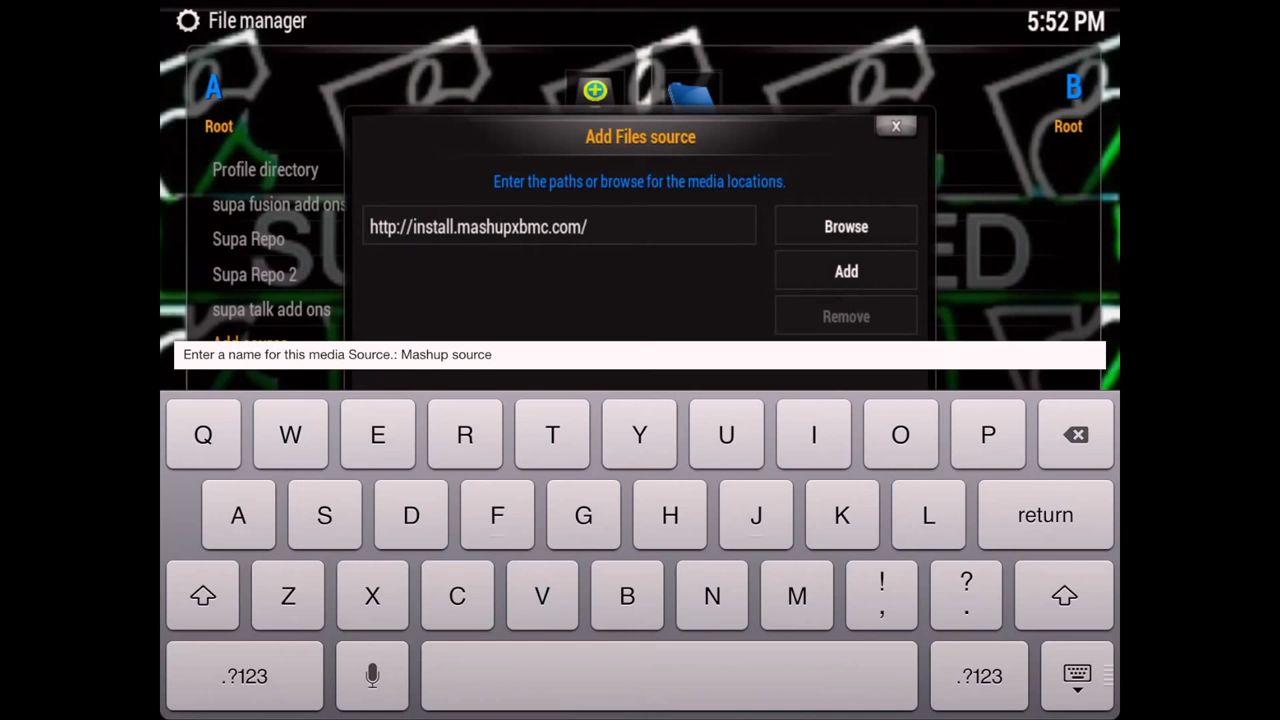 File manager
5:52 PM
A
B
Root
Root
Add Files source
X
Enter the paths or browse for the media locations.
Profile directory
supa fusion add ons
Supa Repo
Supa Repo 2
supa talk add ons
http://install.mashupxbmc.com/
Browse
Add
Remove
Enter a name for this media Source.: Mashup source
Q W E R T Y U I O P
A S D F G H J K L return
Z X C V B N M ! , ? .
.?123 .?123